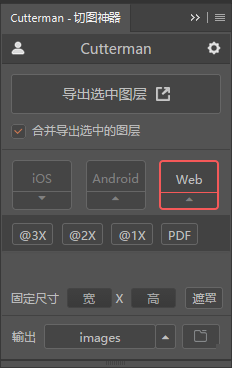 Cutterman - 切图神器
Cutterman
导出选中图层
合并导出选中的图层
iOS Android Web
@3X @2X @1X PDF
固定尺寸 宽 X 高 遮罩
输出 images